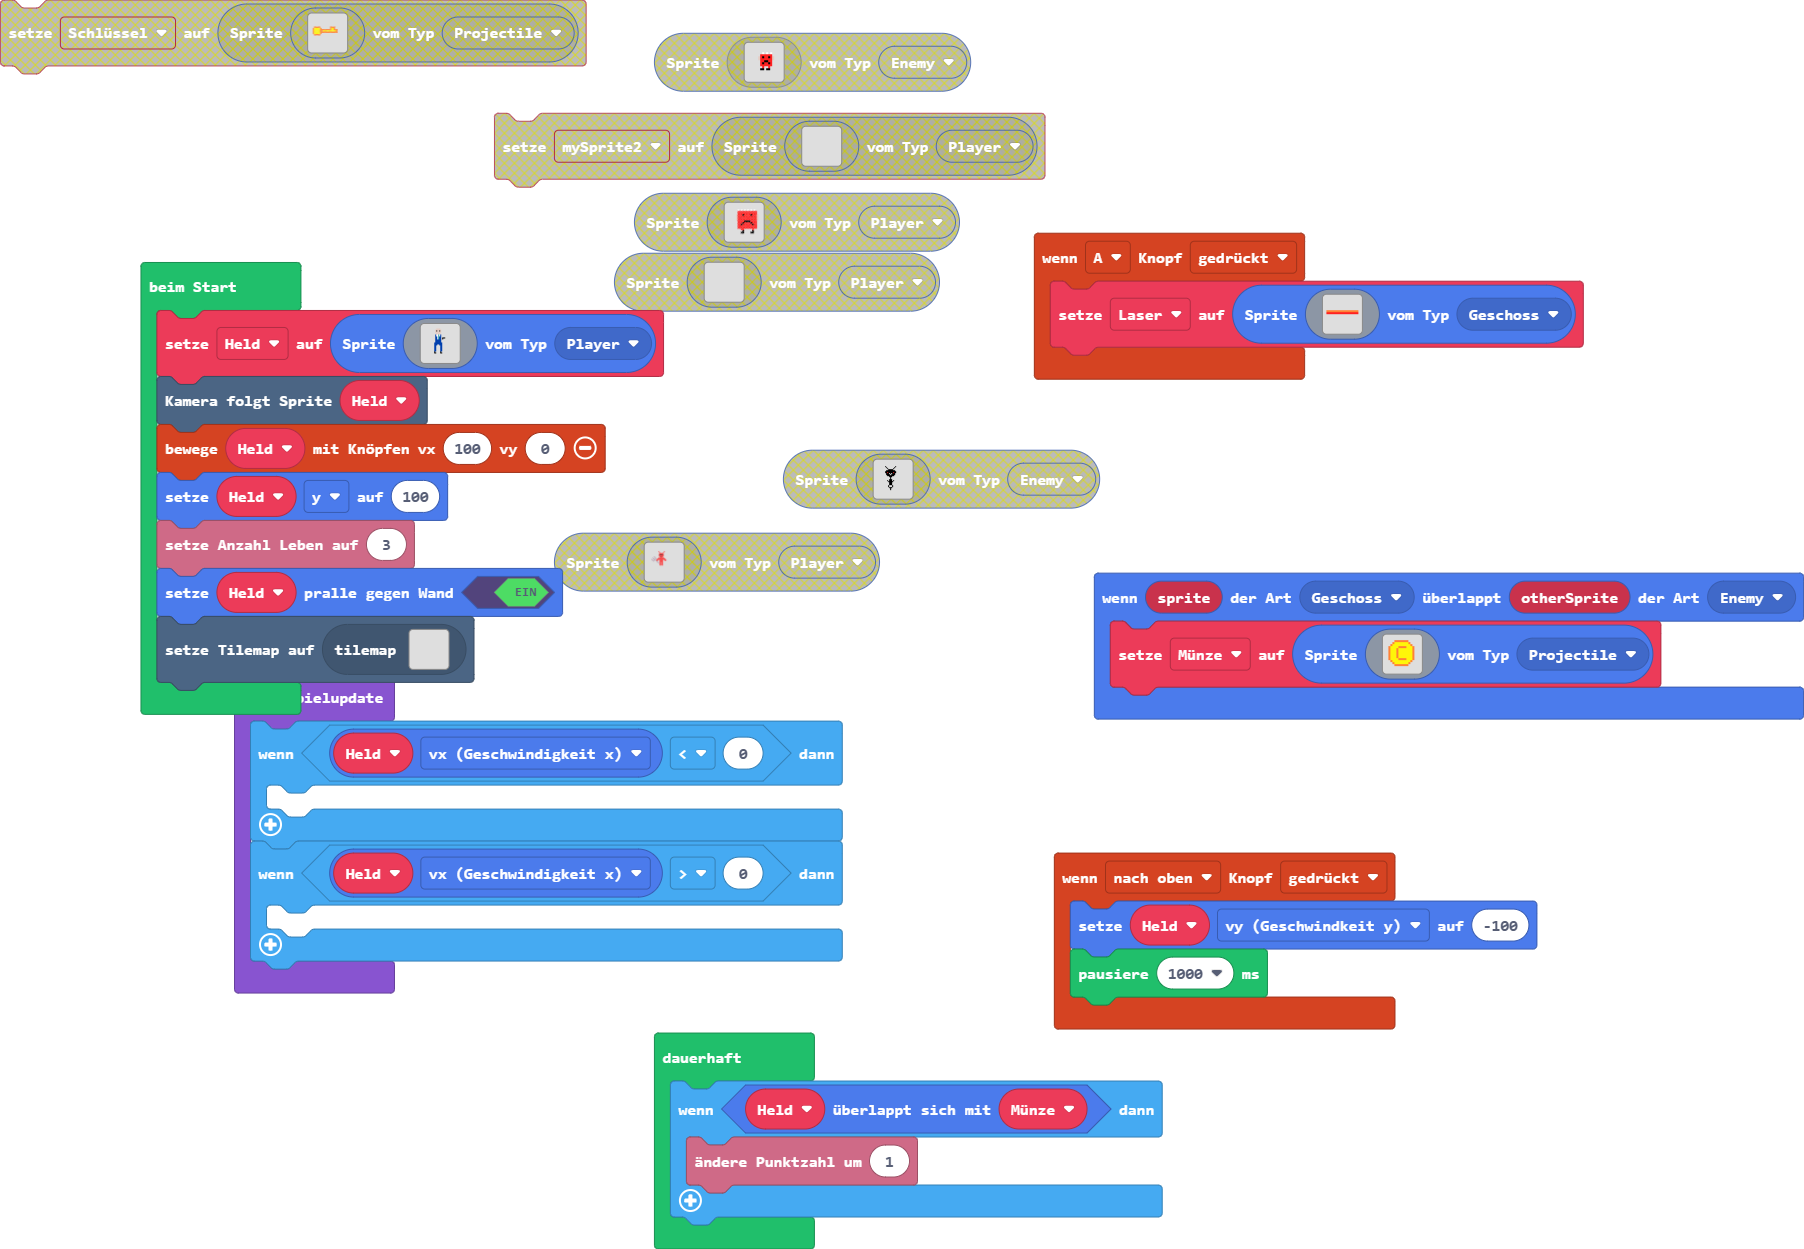 setze Schlüssel auf Sprite vom Typ Projectile
Sprite vom Typ Enemy
setze mySprite2 auf Sprite vom Typ Player
Sprite vom Typ Player
Sprite vom Typ Player
wenn A Knopf gedrückt
setze Laser auf Sprite vom Typ Geschoss
beim Start
setze Held auf Sprite vom Typ Player
Kamera folgt Sprite Held
bewege Held mit Knöpfen vx 100 vy 0
setze Held y auf 100
setze Anzahl Leben auf 3
setze Held pralle gegen Wand EIN
setze Tilemap auf tilemap
Sprite vom Typ Enemy
Sprite vom Typ Player
wenn sprite der Art Geschoss überlappt otherSprite der Art Enemy
setze Münze auf Sprite C vom Typ Projectile
pielupdate
wenn Held vx (Geschwindigkeit x) < 0 dann
wenn Held vx (Geschwindigkeit x) > 0 dann
wenn nach oben Knopf gedrückt
setze Held vy (Geschwindkeit y) auf -100
pausiere 1000 ms
dauerhaft
wenn Held überlappt sich mit Münze dann
ändere Punktzahl um 1